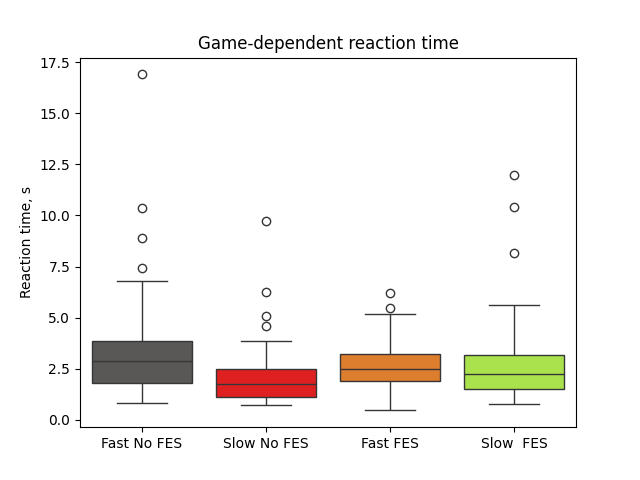 Game-dependent reaction time
Reaction time, s
17.5
15.0
12.5
10.0
7.5
5.0
2.5
0.0
Fast No FES
Slow No FES
Fast FES
Slow  FES